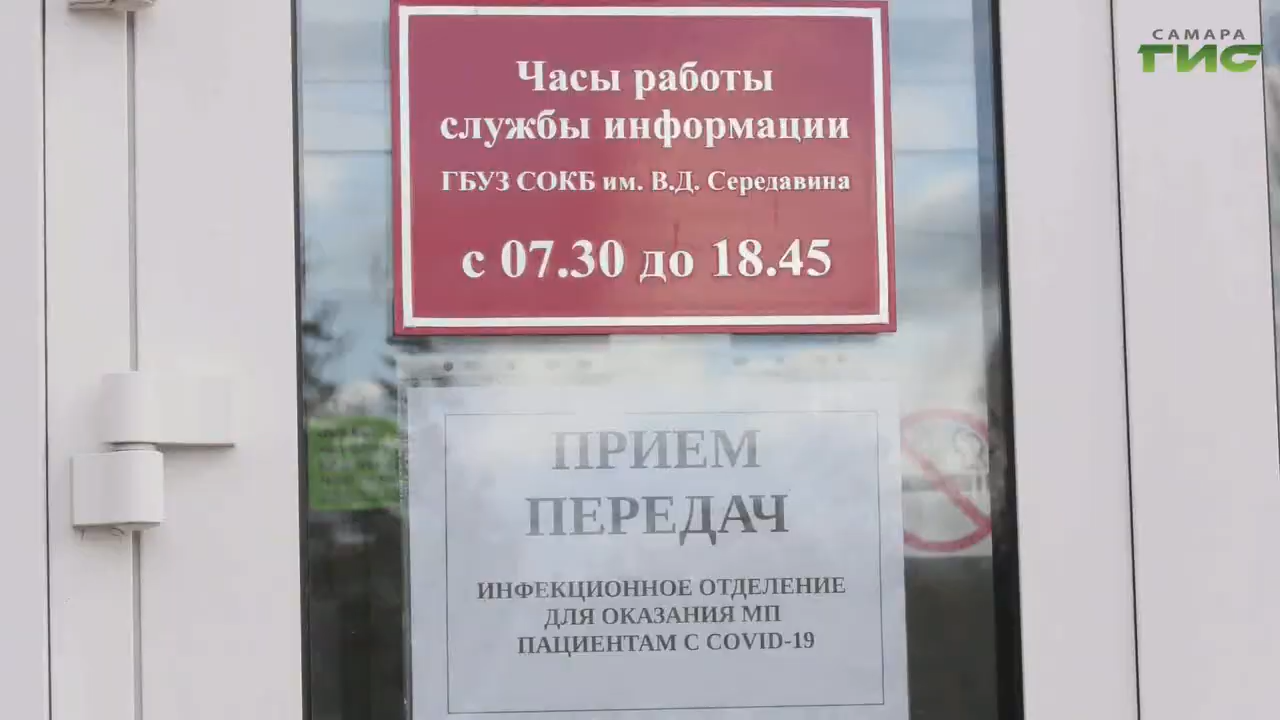 САМАРА
ГИС
Часы работы
службы информации
ГБУЗ СОКБ им. В.Д. Середавина
с 07.30 до 18.45
ПРИЕМ
ПЕРЕДАЧ
ИНФЕКЦИОННОЕ ОТДЕЛЕНИЕ
ДЛЯ ОКАЗАНИЯ МП
ПАЦИЕНТАМ С COVID-19